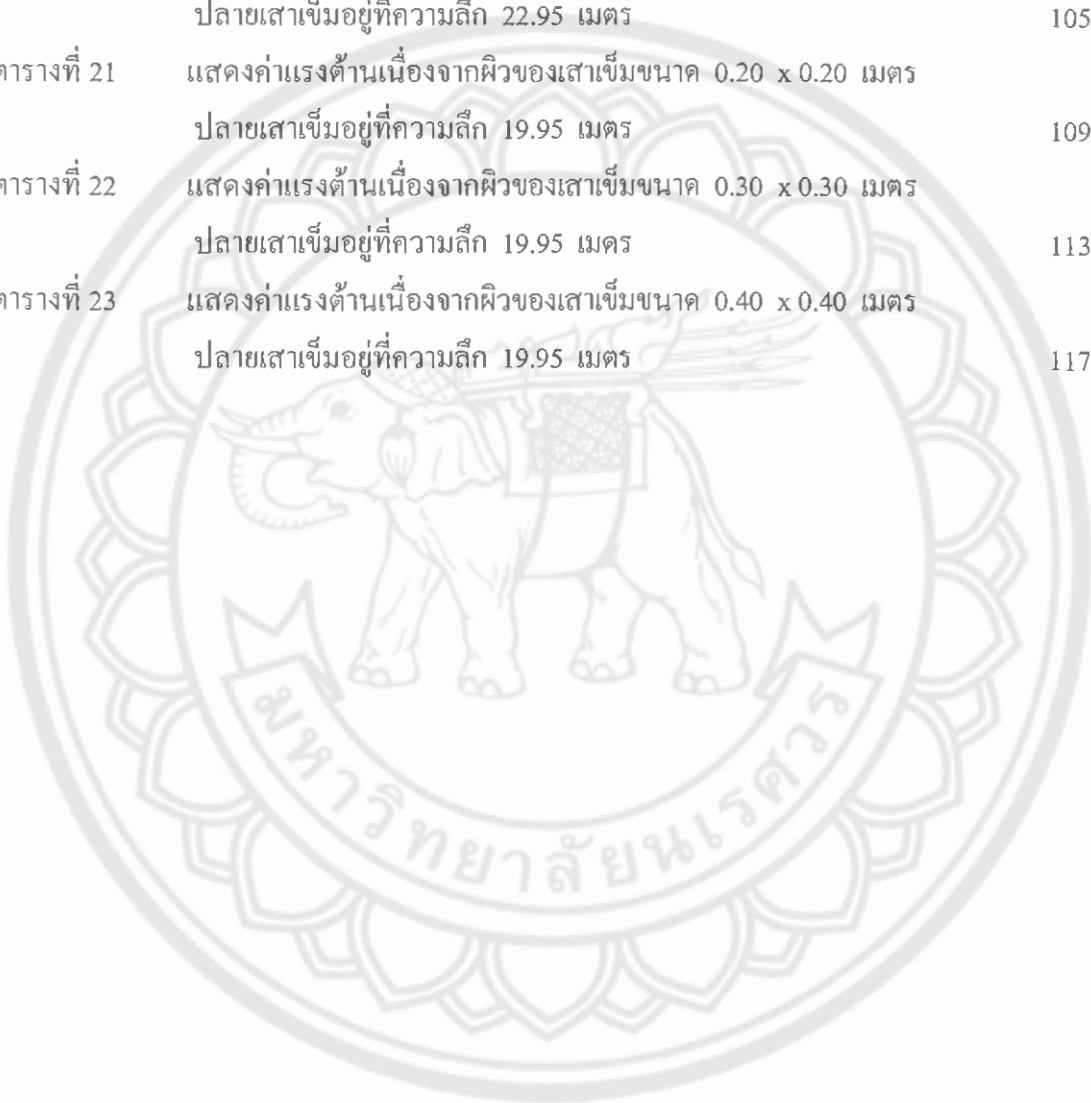 ปลายเสาเข็มอยู่ที่ความลึก 22.95 เมตร 105
ตารางที่ 21 แสดงค่าแรงต้านเนื่องจากผิวของเสาเข็มขนาด 0.20 x 0.20 เมตร
ปลายเสาเข็มอยู่ที่ความลึก 19.95 เมตร 109
ตารางที่ 22 แสดงค่าแรงต้านเนื่องจากผิวของเสาเข็มขนาด 0.30 x 0.30 เมตร
ปลายเสาเข็มอยู่ที่ความลึก 19.95 เมตร 113
ตารางที่ 23 แสดงค่าแรงต้านเนื่องจากผิวของเสาเข็มขนาด 0.40 x 0.40 เมตร
ปลายเสาเข็มอยู่ที่ความลึก 19.95 เมตร 117
มหาวิทยาลัยนเรศวร